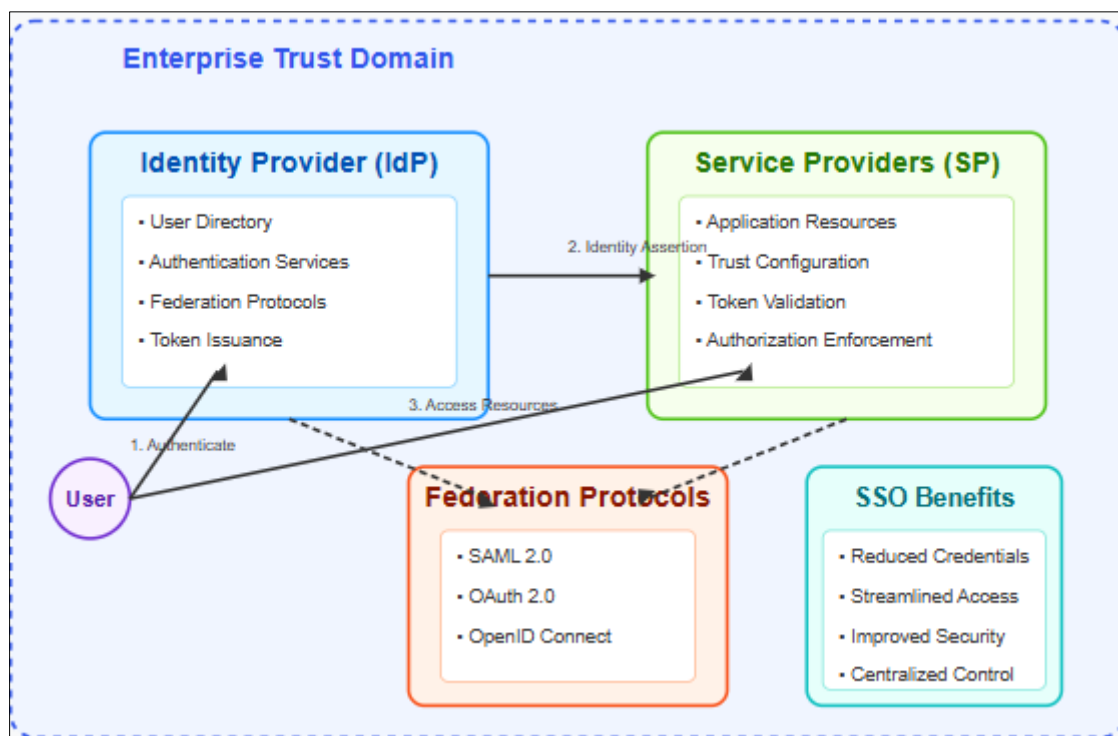 Enterprise Trust Domain
Identity Provider (IdP)
▪ User Directory
▪ Authentication Services
▪ Federation Protocols
▪ Token Issuance
2. Identity Assertion
Service Providers (SP)
▪ Application Resources
▪ Trust Configuration
▪ Token Validation
▪ Authorization Enforcement
3. Access Resources
1. Authenticate
User
Federation Protocols
▪ SAML 2.0
▪ OAuth 2.0
▪ OpenID Connect
SSO Benefits
▪ Reduced Credentials
▪ Streamlined Access
▪ Improved Security
▪ Centralized Control